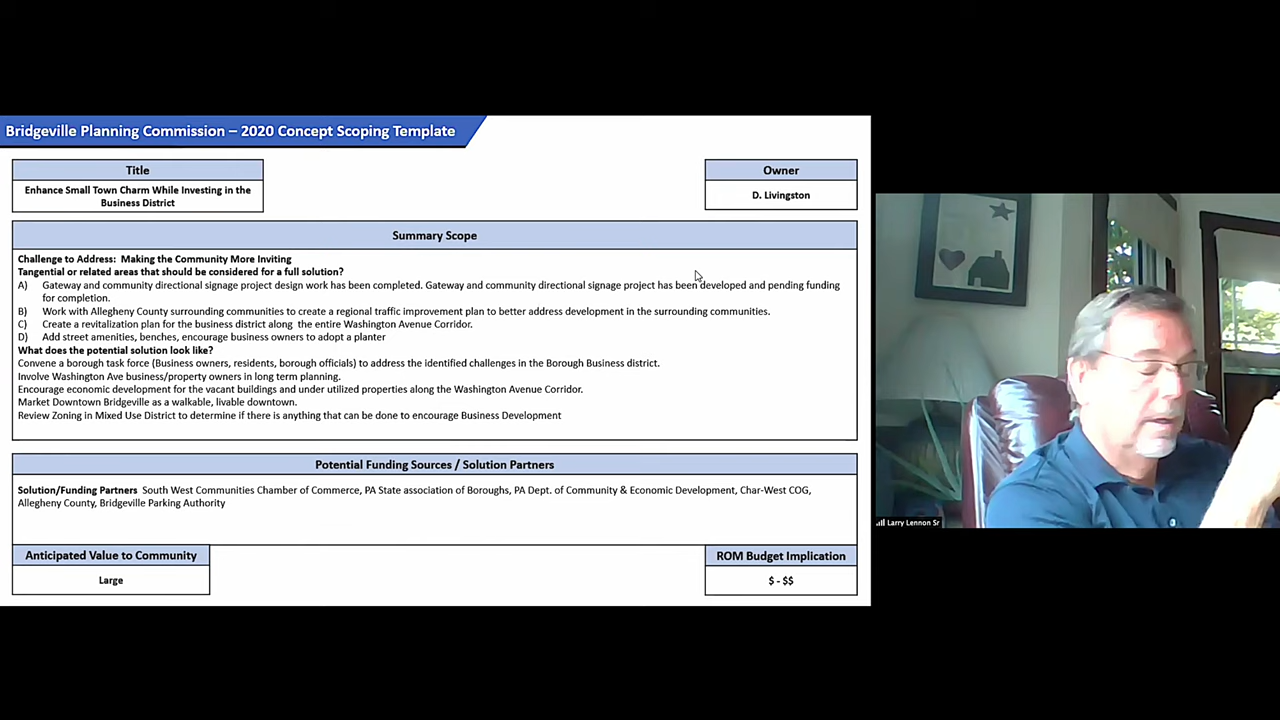 Bridgeville Planning Commission – 2020 Concept Scoping Template
Title
Enhance Small Town Charm While Investing in the
Business District
Owner
D. Livingston
Summary Scope
Challenge to Address: Making the Community More Inviting
Tangential or related areas that should be considered for a full solution?
A) Gateway and community directional signage project design work has been completed. Gateway and community directional signage project has been developed and pending funding
for completion.
B) Work with Allegheny County surrounding communities to create a regional traffic improvement plan to better address development in the surrounding communities.
C) Create a revitalization plan for the business district along the entire Washington Avenue Corridor.
D) Add street amenities, benches, encourage business owners to adopt a planter
What does the potential solution look like?
Convene a borough task force (Business owners, residents, borough officials) to address the identified challenges in the Borough Business district.
Involve Washington Ave business/property owners in long term planning.
Encourage economic development for the vacant buildings and under utilized properties along the Washington Avenue Corridor.
Market Downtown Bridgeville as a walkable, livable downtown.
Review Zoning in Mixed Use District to determine if there is anything that can be done to encourage Business Development
Potential Funding Sources / Solution Partners
Solution/Funding Partners South West Communities Chamber of Commerce, PA State association of Boroughs, PA Dept. of Community & Economic Development, Char-West COG,
Allegheny County, Bridgeville Parking Authority
Anticipated Value to Community
Large
ROM Budget Implication
$ - $$
Larry Lennon Sr